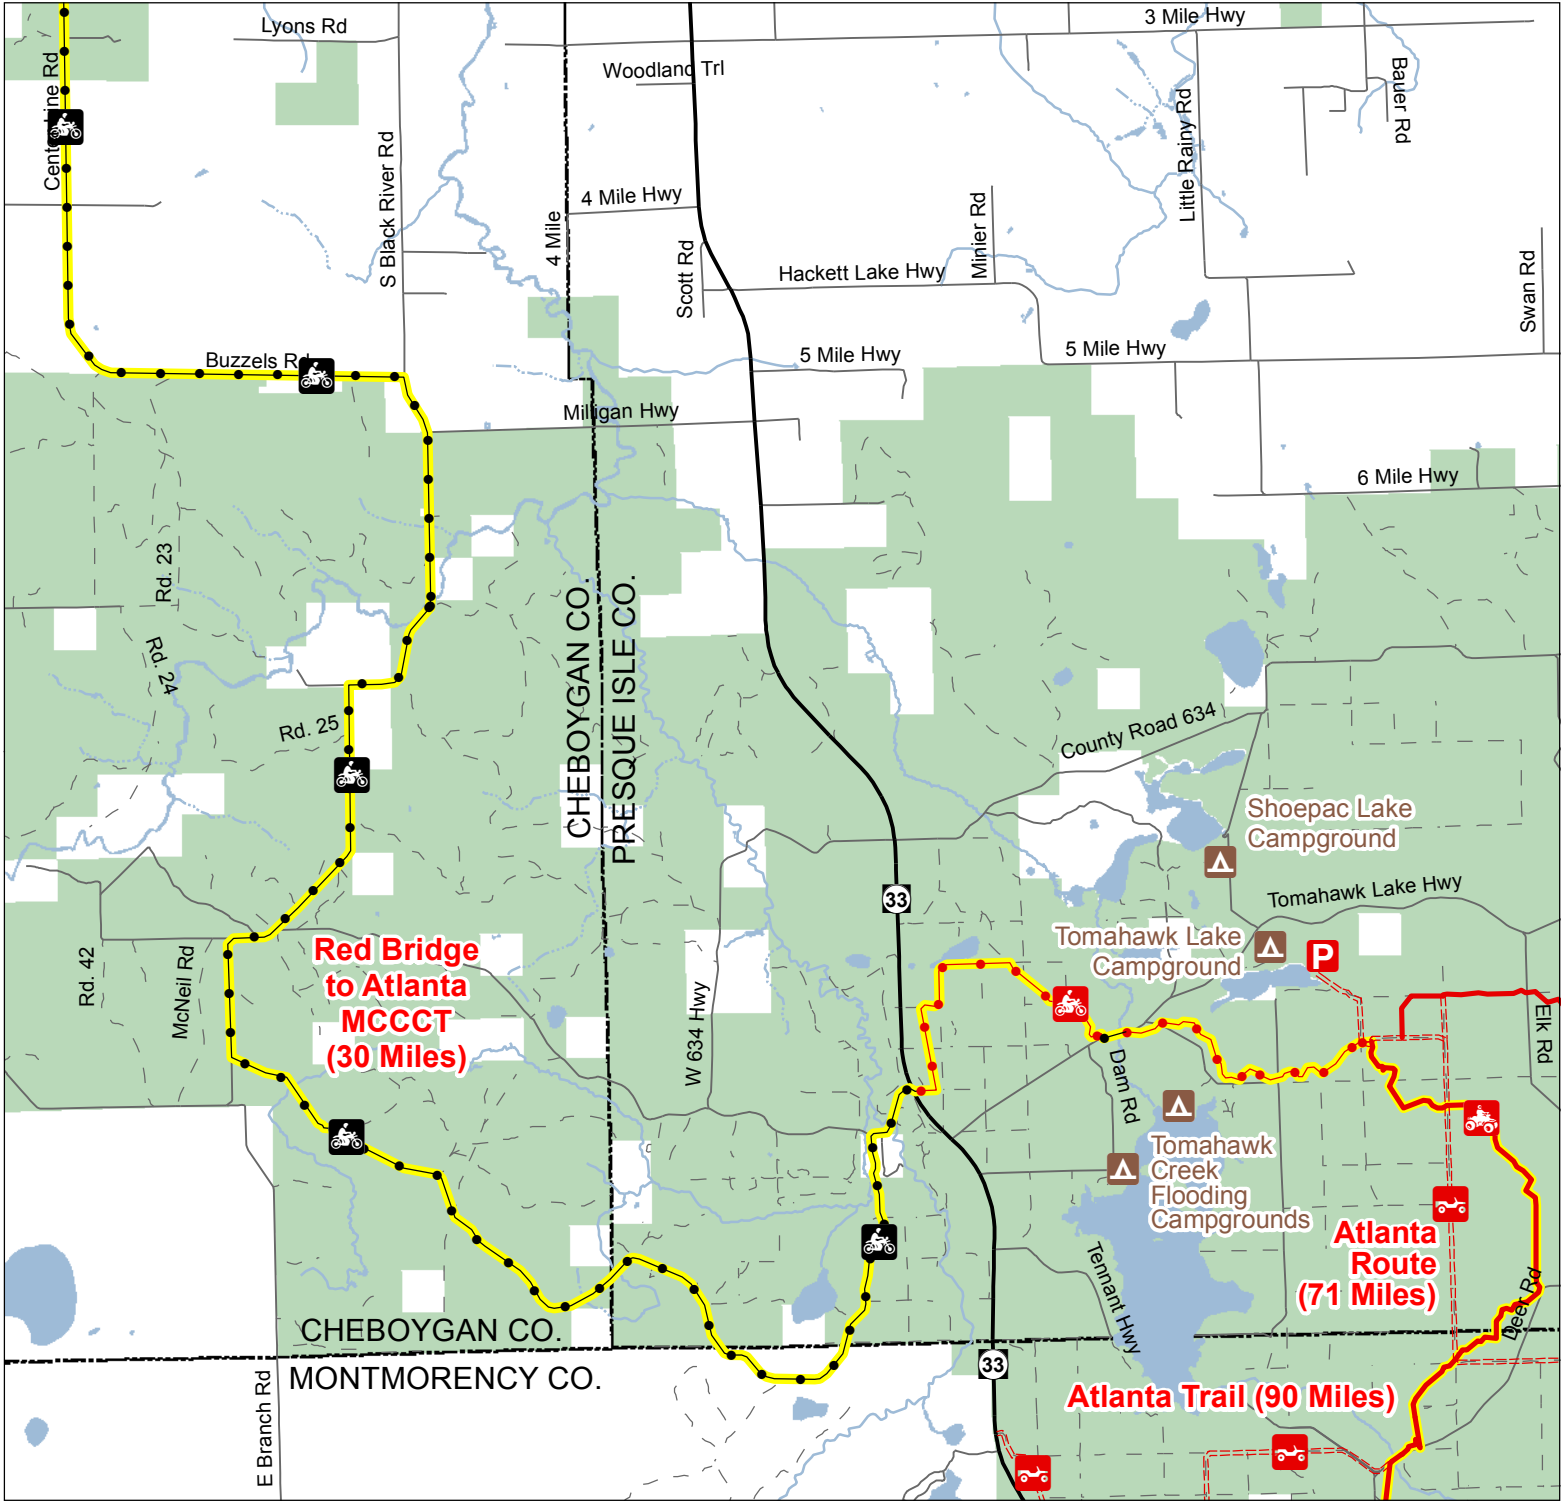 Lyons Rd
3 Mile Hwy
Woodland Trl
Bauer Rd
Centerline Rd
S Black River Rd
Little Rainy Rd
4 Mile Hwy
4 Mile
Minier Rd
Scott Rd
Hackett Lake Hwy
Swan Rd
Buzzels Rd
5 Mile Hwy
5 Mile Hwy
Milligan Hwy
6 Mile Hwy
Rd. 23
Rd. 24
CHEBOYGAN CO.
PRESQUE ISLE CO.
Rd. 25
County Road 634
Shoepac Lake
Campground
33
Tomahawk Lake Hwy
Rd. 42
McNeil Rd
Red Bridge
to Atlanta
MCCCT
(30 Miles)
Tomahawk Lake
Campground
P
W 634 Hwy
Elk Rd
Dam Rd
Tomahawk
Creek
Flooding
Campgrounds
Atlanta
Route
(71 Miles)
Tennant Hwy
Deer Rd
CHEBOYGAN CO.
MONTMORENCY CO.
33
E Branch Rd
Atlanta Trail (90 Miles)